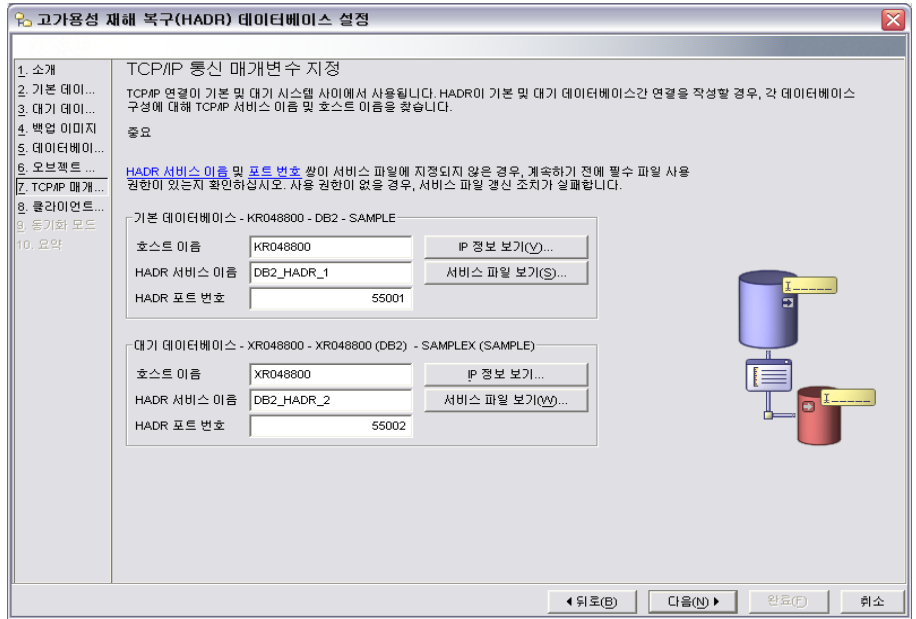 고가용성 재해 복구(HADR) 데이터베이스 설정
1. 소개
2. 기본 데이...
3. 대기 데이...
4. 백업 이미지
5. 데이터베이...
6. 오브젝트 ...
7. TCP/IP 매개...
8. 클라이언트...
9. 동기화 모드
10. 요약
TCP/IP 통신 매개변수 지정
TCP/IP 연결이 기본 및 대기 시스템 사이에서 사용됩니다. HADR이 기본 및 대기 데이터베이스간 연결을 작성할 경우, 각 데이터베이스
구성에 대해 TCP/IP 서비스 이름 및 호스트 이름을 찾습니다.
중요
HADR 서비스 이름 및 포트 번호 쌍이 서비스 파일에 지정되지 않은 경우, 계속하기 전에 필수 파일 사용
권한이 있는지 확인하십시오. 사용 권한이 없을 경우, 서비스 파일 갱신 조치가 실패합니다.
기본 데이터베이스 - KR048800 - DB2 - SAMPLE
호스트 이름 KR048800 IP 정보 보기(V)...
HADR 서비스 이름 DB2_HADR_1 서비스 파일 보기(S)...
HADR 포트 번호 55001
대기 데이터베이스 - XR048800 - XR048800 (DB2) - SAMPLEX (SAMPLE)
호스트 이름 XR048800 IP 정보 보기...
HADR 서비스 이름 DB2_HADR_2 서비스 파일 보기(W)...
HADR 포트 번호 55002
뒤로(B) 다음(N) 완료(F) 취소